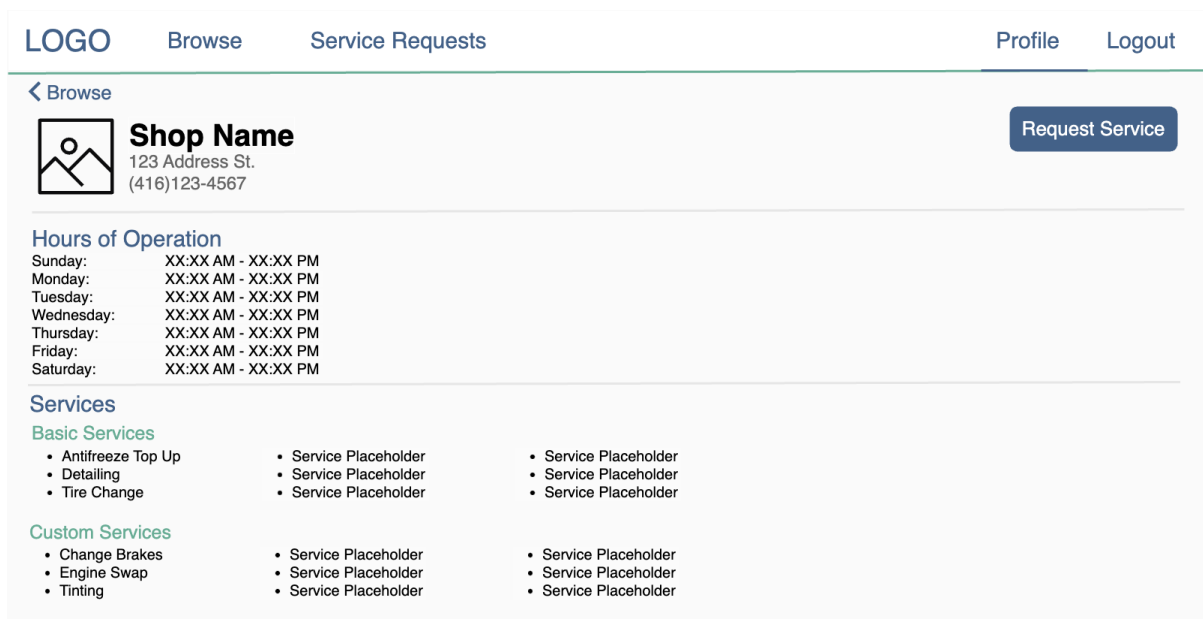 LOGO Browse Service Requests Profile Logout
Browse
Shop Name
123 Address St.
(416)123-4567
Request Service
Hours of Operation
Sunday: XX:XX AM - XX:XX PM
Monday: XX:XX AM - XX:XX PM
Tuesday: XX:XX AM - XX:XX PM
Wednesday: XX:XX AM - XX:XX PM
Thursday: XX:XX AM - XX:XX PM
Friday: XX:XX AM - XX:XX PM
Saturday: XX:XX AM - XX:XX PM
Services
Basic Services
• Antifreeze Top Up • Service Placeholder • Service Placeholder
• Detailing • Service Placeholder • Service Placeholder
• Tire Change • Service Placeholder • Service Placeholder
Custom Services
• Change Brakes • Service Placeholder • Service Placeholder
• Engine Swap • Service Placeholder • Service Placeholder
• Tinting • Service Placeholder • Service Placeholder